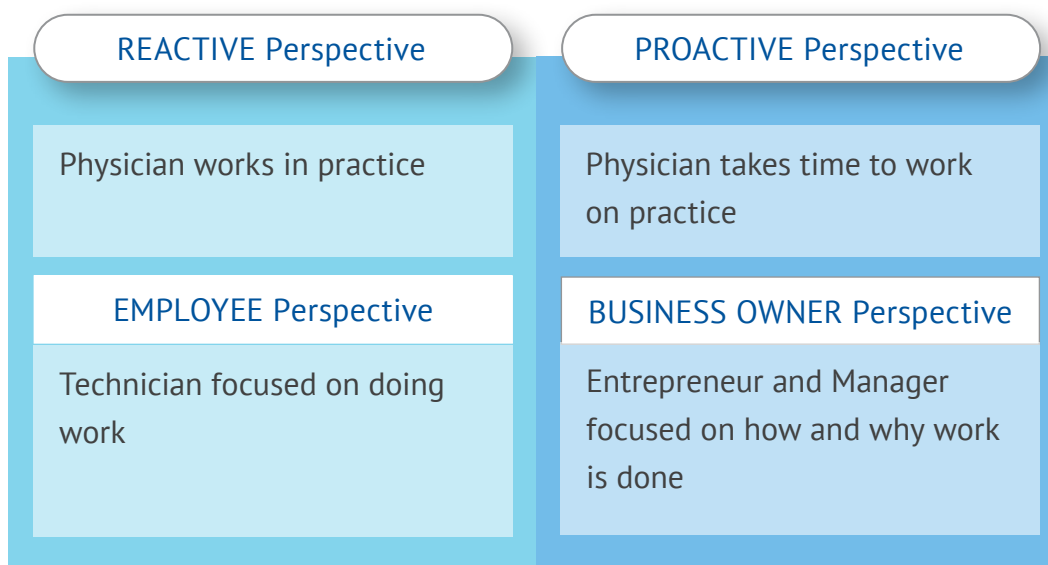 REACTIVE Perspective
Physician works in practice
EMPLOYEE Perspective
Technician focused on doing
work
PROACTIVE Perspective
Physician takes time to work
on practice
BUSINESS OWNER Perspective
Entrepreneur and Manager
focused on how and why work
is done